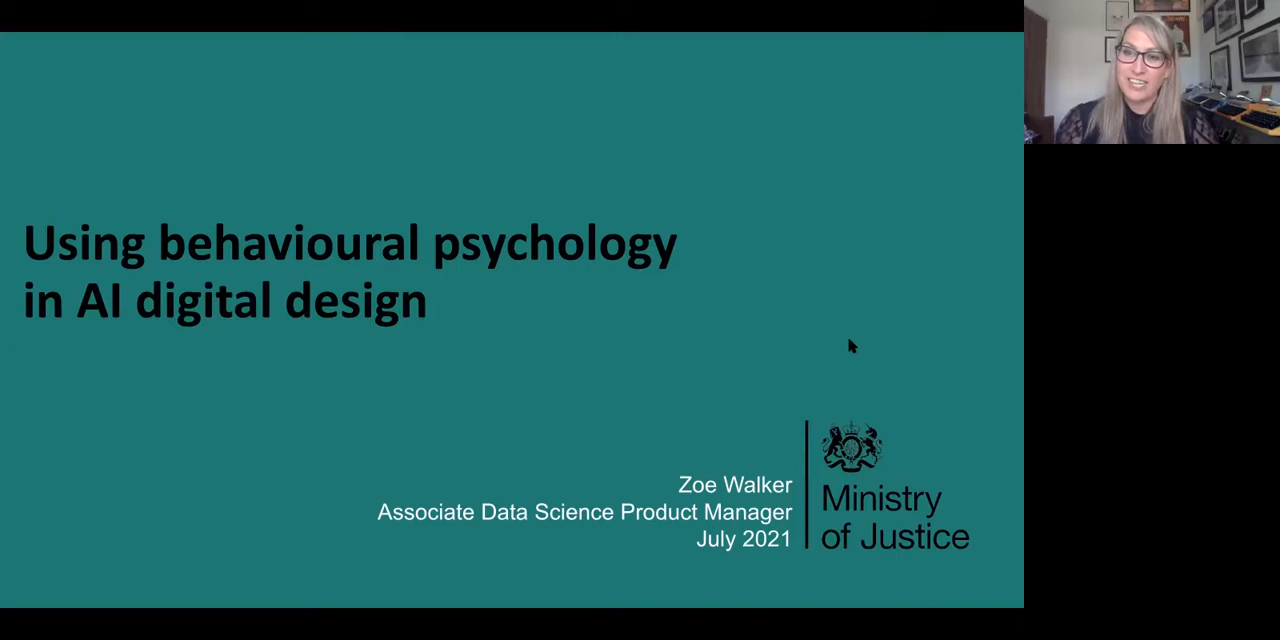 Using behavioural psychology
in AI digital design
Zoe Walker
Associate Data Science Product Manager
July 2021
Ministry
of Justice